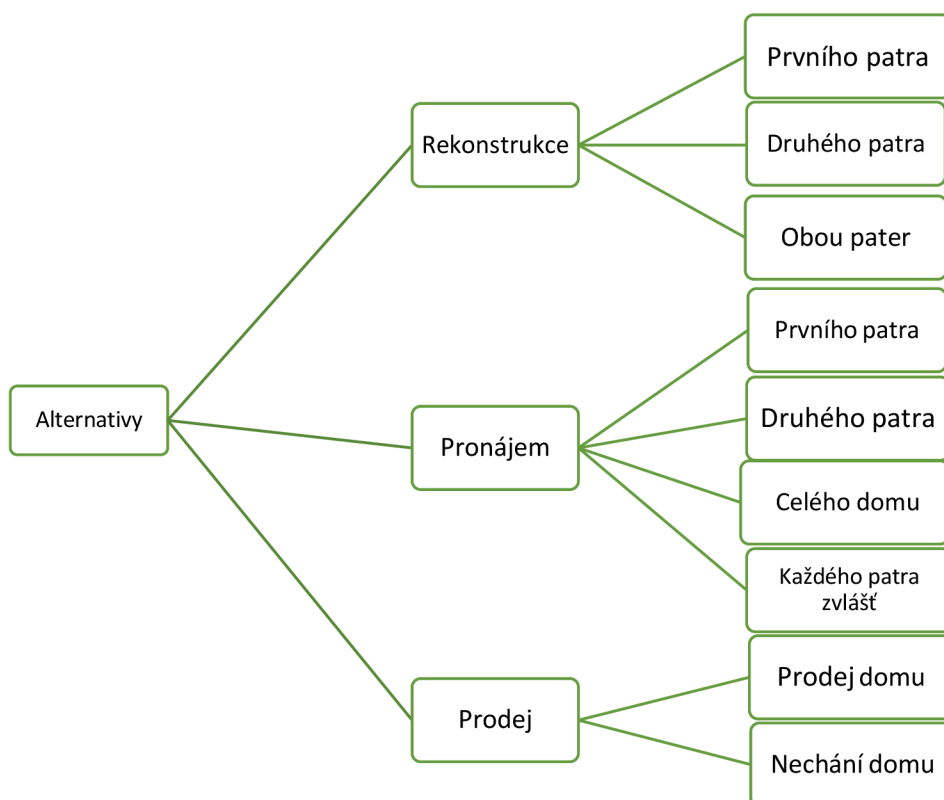 Alternativy
Rekonstrukce
Prvního patra
Druhého patra
Obou pater
Pronájem
Prvního patra
Druhého patra
Celého domu
Každého patra
zvlášť
Prodej
Prodej domu
Nechání domu